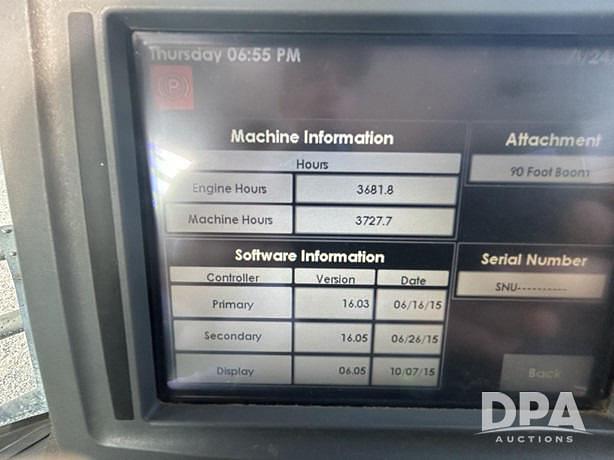 Thursday 06:55 PM
P
Machine Information
Hours
Engine Hours 3681.8
Machine Hours 3727.7
Attachment
90 Foot Boom
Software Information
Controller Version Date
Primary 16.03 06/16/15
Secondary 16.05 06/26/15
Display 06.05 10/07/15
Serial Number
SNU----------
Back
DPA
AUCTIONS